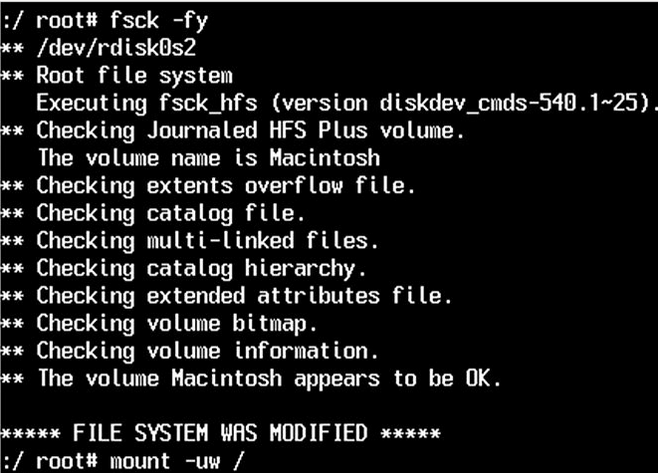 :/ root# fsck -fy
** /dev/rdisk0s2
** Root file system
   Executing fsck_hfs (version diskdev_cmds-540.1~25).
** Checking Journaled HFS Plus volume.
   The volume name is Macintosh
** Checking extents overflow file.
** Checking catalog file.
** Checking multi-linked files.
** Checking catalog hierarchy.
** Checking extended attributes file.
** Checking volume bitmap.
** Checking volume information.
** The volume Macintosh appears to be OK.
***** FILE SYSTEM WAS MODIFIED *****
:/ root# mount -uw /